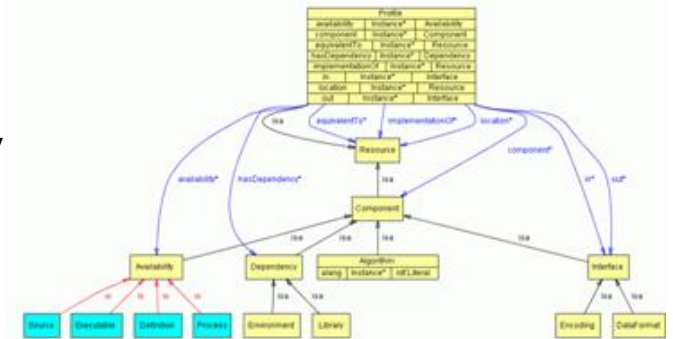 Profile
availability Instance* Availability
component Instance* Component
equivalentTo Instance* Resource
hasDependency Instance* Dependency
implementationOf Instance* Resource
in Instance* Interface
location Instance* Resource
out Instance* Interface
isa equivalentTo* implementationOf* location*
Resource
component*
availability* hasDependency* isa in* out*
Component
isa isa isa isa
Availability Dependency Algorithm Interface
alang Instance* rdf:Literal
io io io io isa isa isa isa
Source Executable Definition Process Environment Library Encoding DataFormat